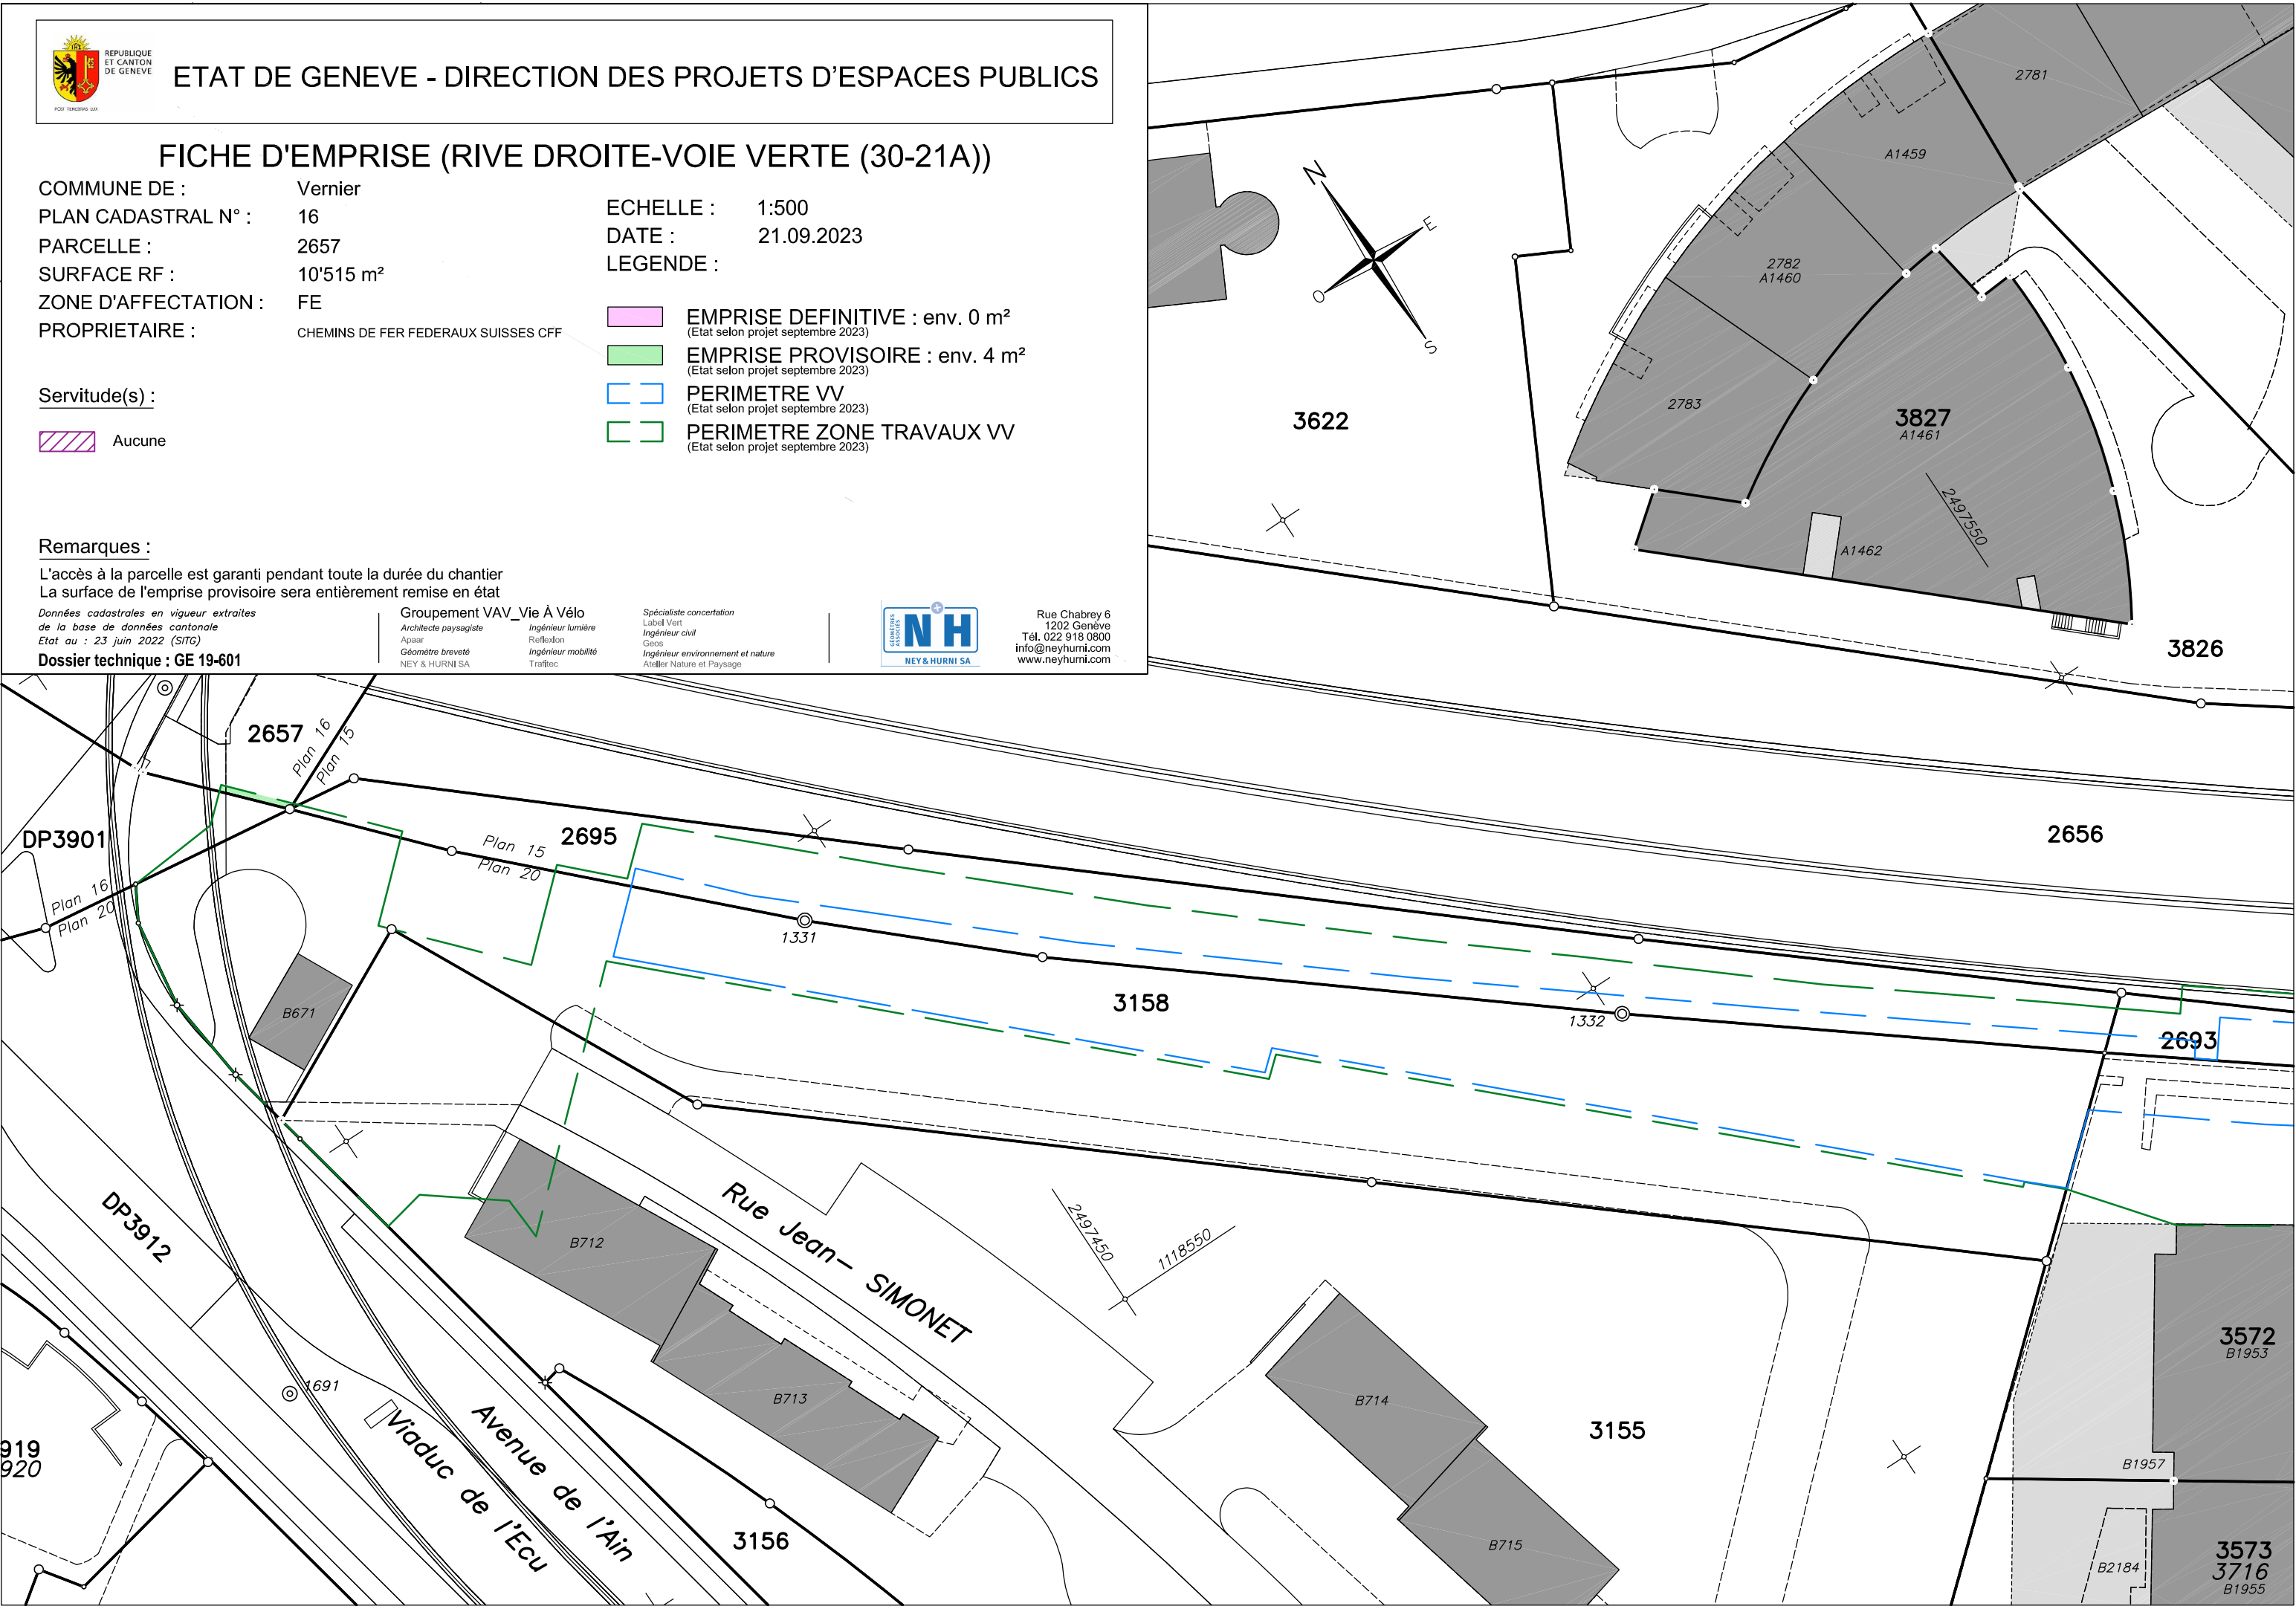 REPUBLIQUE
ET CANTON
DE GENEVE
POST TENEBRAS LUX
ETAT DE GENEVE - DIRECTION DES PROJETS D'ESPACES PUBLICS
FICHE D'EMPRISE (RIVE DROITE-VOIE VERTE (30-21A))
COMMUNE DE : Vernier
PLAN CADASTRAL N° : 16
PARCELLE : 2657
SURFACE RF : 10'515 m²
ZONE D'AFFECTATION : FE
PROPRIETAIRE : CHEMINS DE FER FEDERAUX SUISSES CFF
Servitude(s) :
Aucune
ECHELLE : 1:500
DATE : 21.09.2023
LEGENDE :
EMPRISE DEFINITIVE : env. 0 m²
(Etat selon projet septembre 2023)
EMPRISE PROVISOIRE : env. 4 m²
(Etat selon projet septembre 2023)
PERIMETRE VV
(Etat selon projet septembre 2023)
PERIMETRE ZONE TRAVAUX VV
(Etat selon projet septembre 2023)
Remarques :
L'accès à la parcelle est garanti pendant toute la durée du chantier
La surface de l'emprise provisoire sera entièrement remise en état
Données cadastrales en vigueur extraites
de la base de données cantonale
Etat au : 23 juin 2022 (SITG)
Dossier technique : GE 19-601
Groupement VAV_Vie À Vélo
Architecte paysagiste
Apaar
Géomètre breveté
NEY & HURNI SA
Ingénieur lumière
Reflexion
Ingénieur mobilité
Trafitec
Spécialiste concertation
Label Vert
Ingénieur civil
Geos
Ingénieur environnement et nature
Atelier Nature et Paysage
GÉOMÈTRES
ASSOCIÉS
N H
NEY & HURNI SA
Rue Chabrey 6
1202 Genève
Tél. 022 918 0800
info@neyhurni.com
www.neyhurni.com
N
E
O
S
2781
A1459
2782
A1460
2783
3622
3827
A1461
2497550
A1462
3826
2657
Plan 16
Plan 15
DP3901
2695
Plan 15
Plan 20
2656
Plan 16
Plan 20
1331
3158
1332
2693
B671
DP3912
B712
Rue Jean- SIMONET
2497450
1118550
3572
B1953
1691
B713
B714
3155
Viaduc de l'Ecu
Avenue de l'Ain
919
920
B1957
3156
B715
B2184
3573
3716
B1955